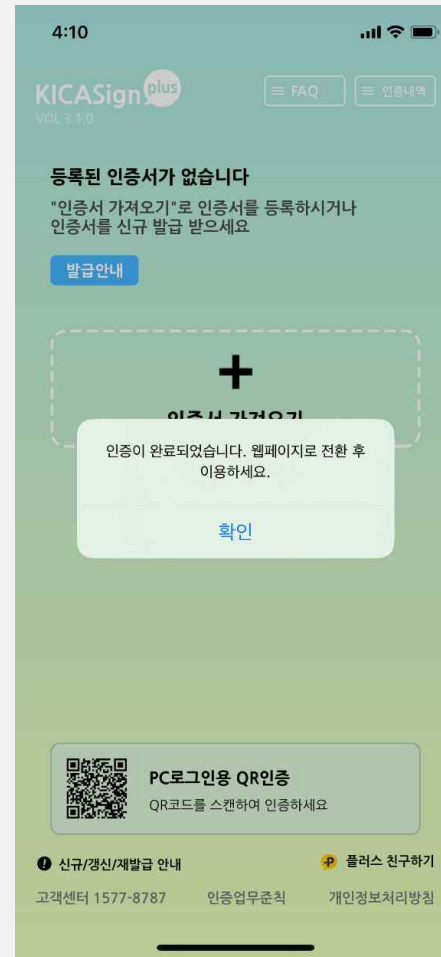 4:10
KICASign plus
VOL 3.1.0
FAQ
인증내역
등록된 인증서가 없습니다
"인증서 가져오기"로 인증서를 등록하시거나
인증서를 신규 발급 받으세요
발급안내
인증서 가져오기
인증이 완료되었습니다. 웹페이지로 전환 후
이용하세요.
확인
PC로그인용 QR인증
QR코드를 스캔하여 인증하세요
신규/갱신/재발급 안내
플러스 친구하기
고객센터 1577-8787
인증업무준칙
개인정보처리방침